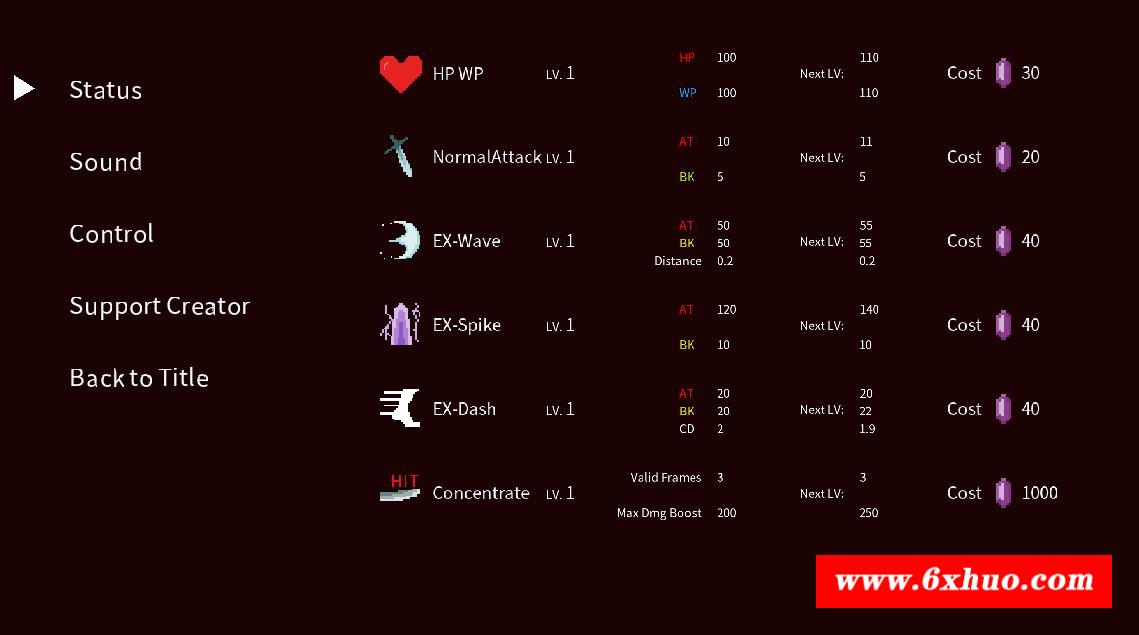 Status
Sound
Control
Support Creator
Back to Title
HP WP LV. 1 HP 100 Next LV: 110 Cost 30
WP 100 110
NormalAttack LV. 1 AT 10 Next LV: 11 Cost 20
BK 5 5
EX-Wave LV. 1 AT 50 Next LV: 55 Cost 40
BK 50 55
Distance 0.2 0.2
EX-Spike LV. 1 AT 120 Next LV: 140 Cost 40
BK 10 10
EX-Dash LV. 1 AT 20 Next LV: 20 Cost 40
BK 20 22
CD 2 1.9
HIT
Concentrate LV. 1 Valid Frames 3 Next LV: 3 Cost 1000
Max Dmg Boost 200 250
www.6xhuo.com